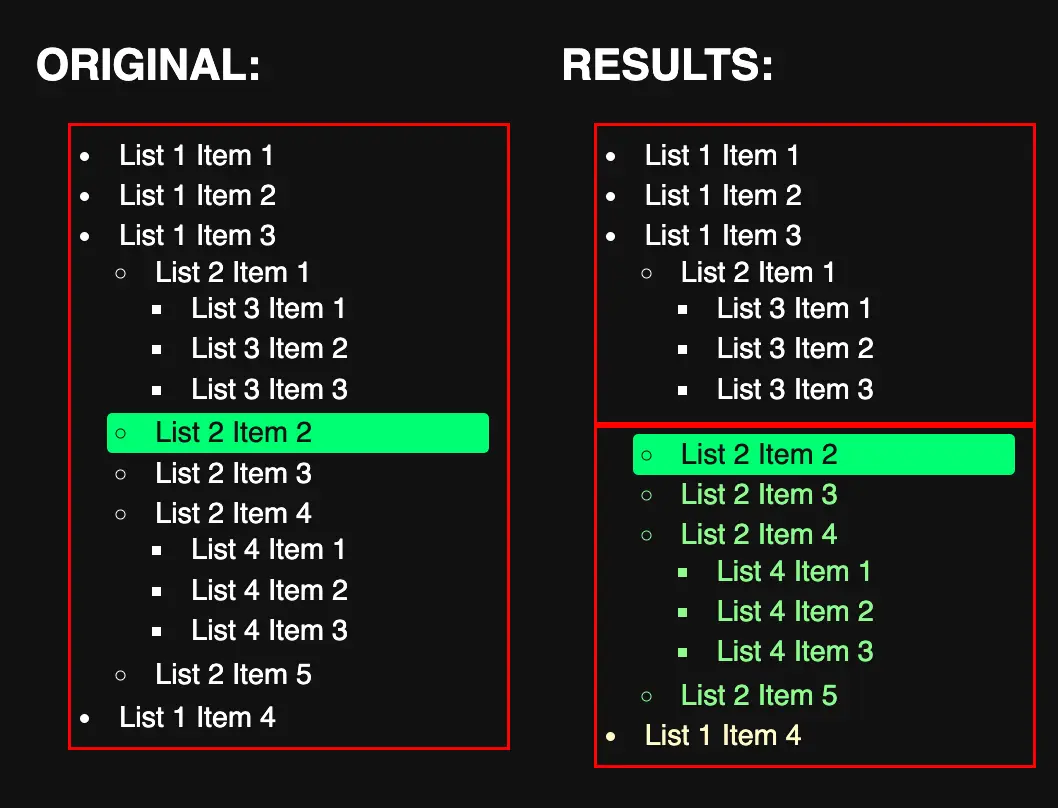 ORIGINAL:
List 1 Item 1
List 1 Item 2
List 1 Item 3
List 2 Item 1
List 3 Item 1
List 3 Item 2
List 3 Item 3
List 2 Item 2
List 2 Item 3
List 2 Item 4
List 4 Item 1
List 4 Item 2
List 4 Item 3
List 2 Item 5
List 1 Item 4
RESULTS:
List 1 Item 1
List 1 Item 2
List 1 Item 3
List 2 Item 1
List 3 Item 1
List 3 Item 2
List 3 Item 3
List 2 Item 2
List 2 Item 3
List 2 Item 4
List 4 Item 1
List 4 Item 2
List 4 Item 3
List 2 Item 5
List 1 Item 4